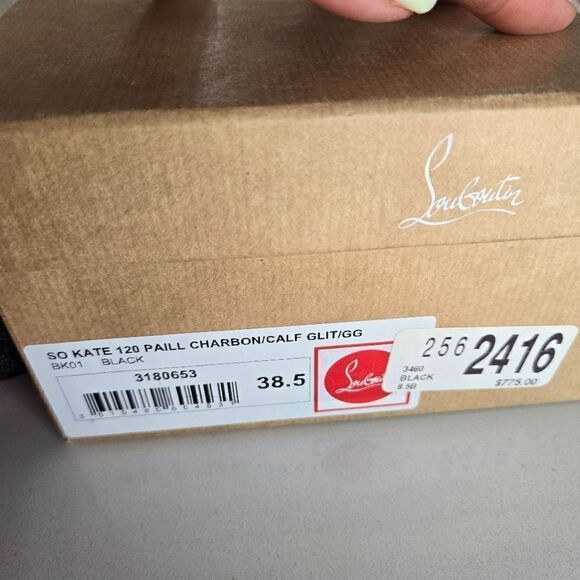 Louboutin
SO KATE 120 PAILL CHARBON/CALF GLIT/GG
BK01 BLACK
3180653
38.5
Louboutin
256 2416
3460
BLACK
8.5B
$775.00